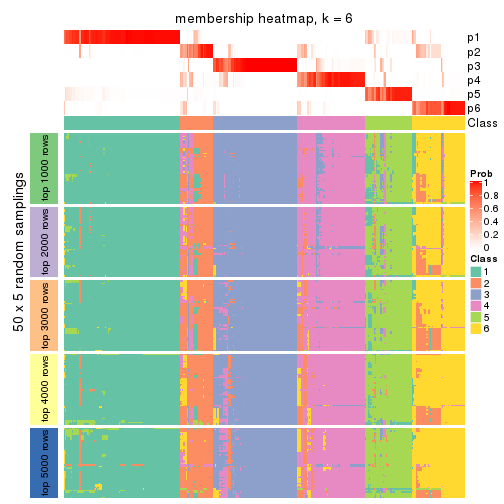 membership heatmap, k = 6
p1
p2
p3
p4
p5
p6
Class
50 x 5 random samplings
top 1000 rows
top 2000 rows
top 3000 rows
top 4000 rows
top 5000 rows
Prob
1
0.8
0.6
0.4
0.2
0
Class
1
2
3
4
5
6